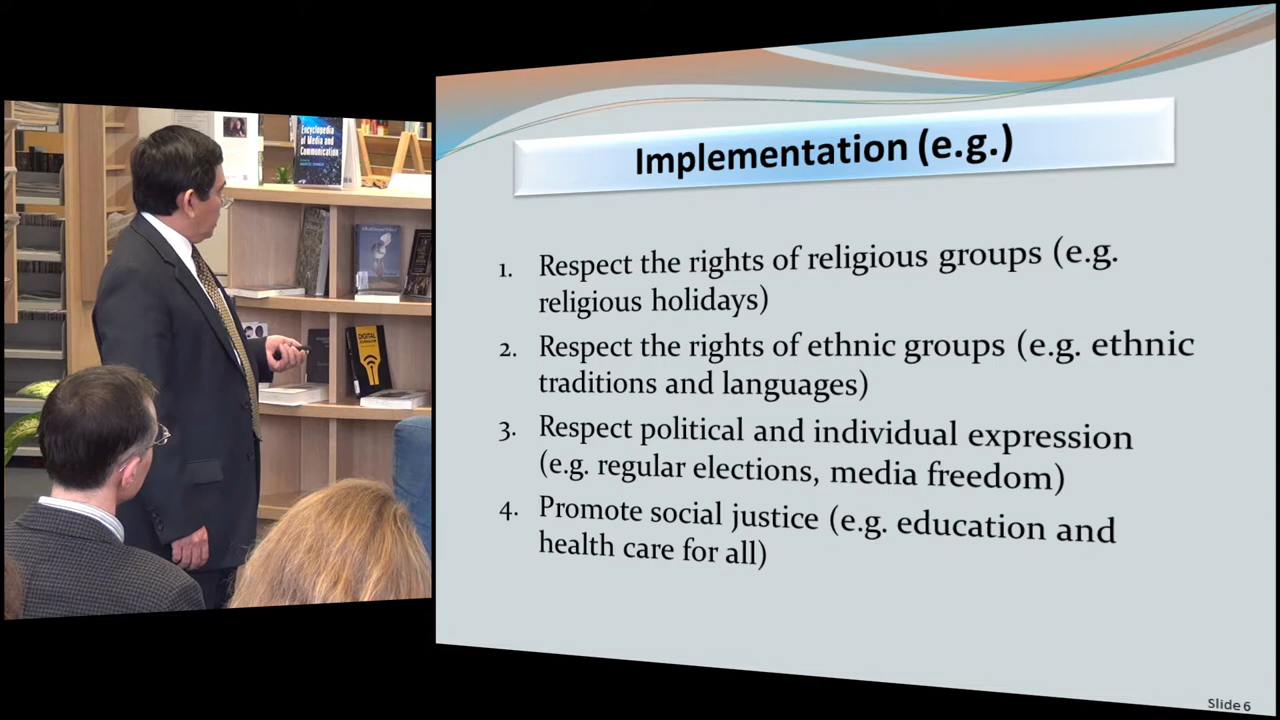 Encyclopedia
of Media and
Communication
DIGITAL
Implementation (e.g.)
1. Respect the rights of religious groups (e.g.
religious holidays)
2. Respect the rights of ethnic groups (e.g. ethnic
traditions and languages)
3. Respect political and individual expression
(e.g. regular elections, media freedom)
4. Promote social justice (e.g. education and
health care for all)
Slide 6